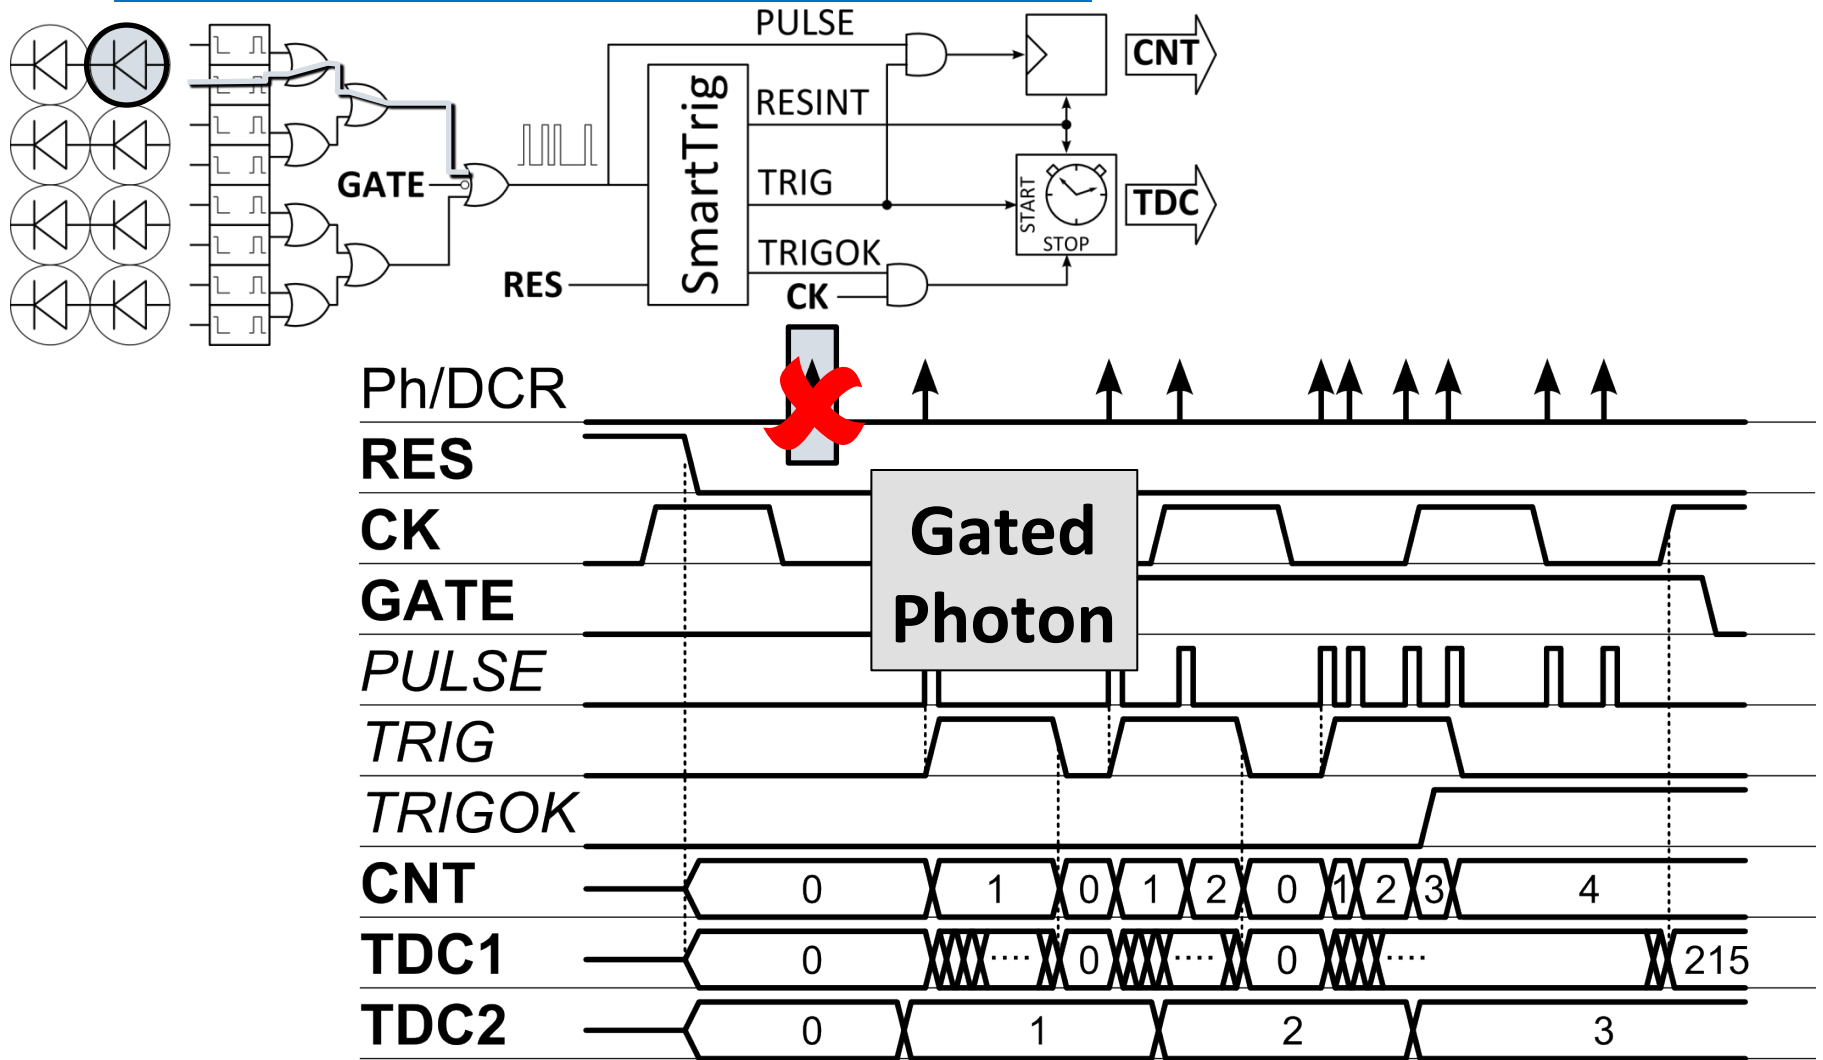 PULSE
CNT
RESINT
SmartTrig
GATE
TRIG
START
TDC
STOP
TRIGOK
RES
CK
Ph/DCR
RES
CK
Gated
Photon
GATE
PULSE
TRIG
TRIGOK
CNT 0 1 0 1 2 0 1 2 3 4
TDC1 0 .... 0 .... 0 .... 215
TDC2 0 1 2 3